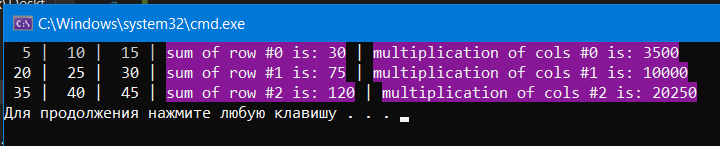 C:\Windows\system32\cmd.exe
5 | 10 | 15 | sum of row #0 is: 30 | multiplication of cols #0 is: 3500
20 | 25 | 30 | sum of row #1 is: 75 | multiplication of cols #1 is: 10000
35 | 40 | 45 | sum of row #2 is: 120 | multiplication of cols #2 is: 20250
Для продолжения нажмите любую клавишу . . .